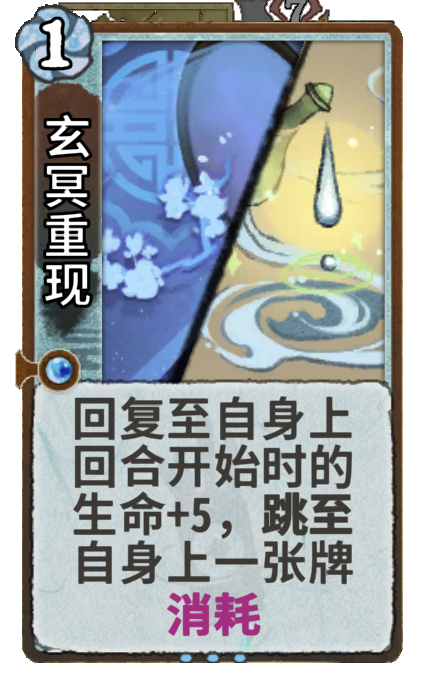 1
玄冥重现
回复至自身上
回合开始时的
生命+5，跳至
自身上一张牌
消耗